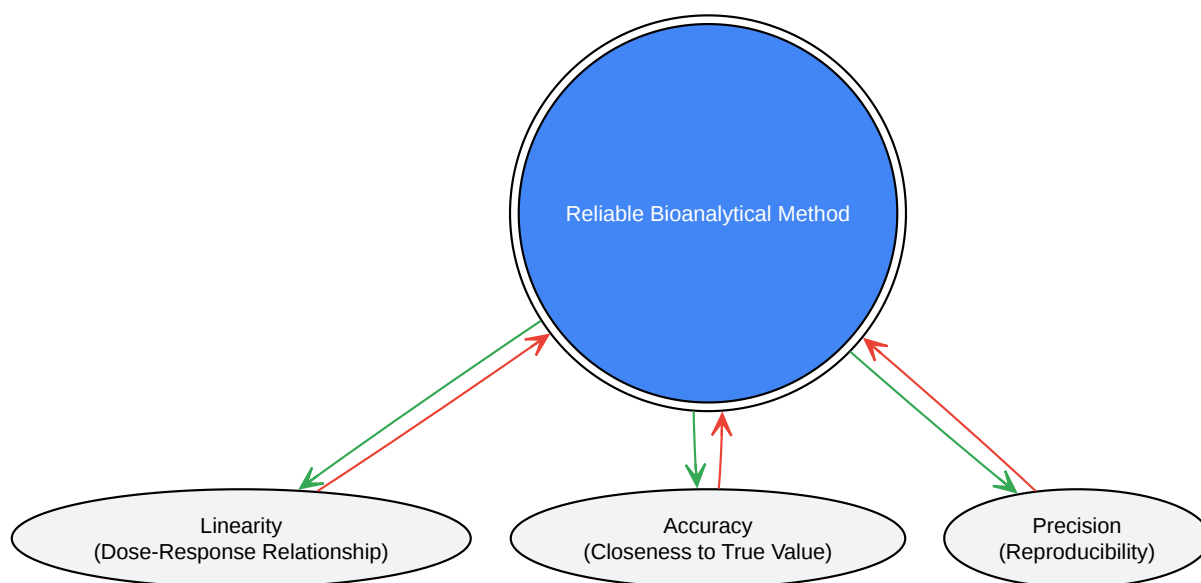 Reliable Bioanalytical Method
Linearity
(Dose-Response Relationship)
Accuracy
(Closeness to True Value)
Precision
(Reproducibility)